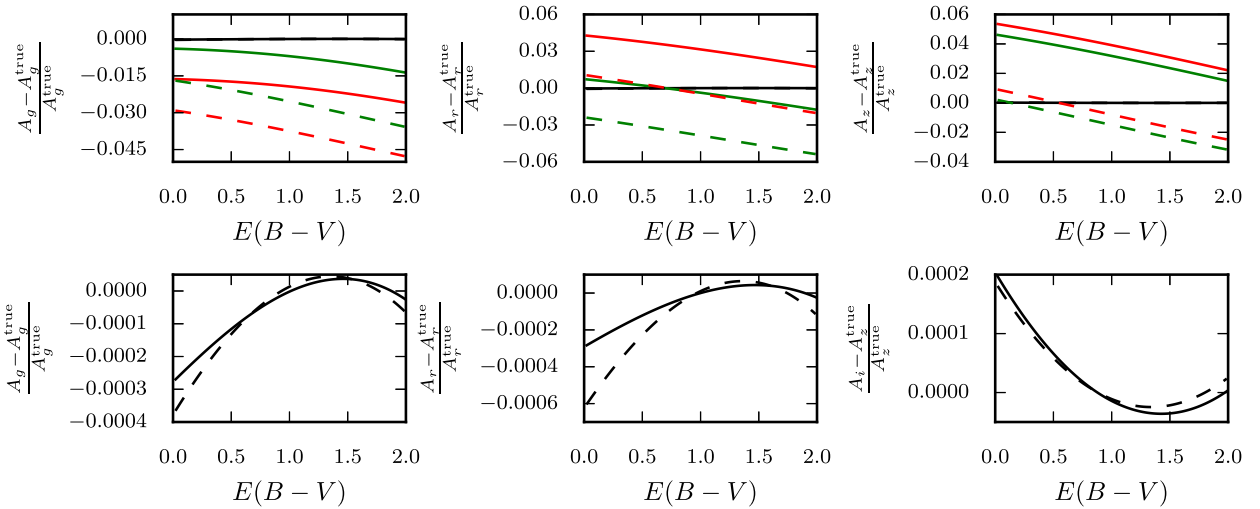 0.000
−0.015
−0.030
−0.045
A_g − A_g^true
A_g^true
0.0 0.5 1.0 1.5 2.0
E(B − V)
0.06
0.03
0.00
−0.03
−0.06
A_r − A_r^true
A_r^true
0.0 0.5 1.0 1.5 2.0
E(B − V)
0.06
0.04
0.02
0.00
−0.02
−0.04
A_z − A_z^true
A_z^true
0.0 0.5 1.0 1.5 2.0
E(B − V)
0.0000
−0.0001
−0.0002
−0.0003
−0.0004
A_g − A_g^true
A_g^true
0.0 0.5 1.0 1.5 2.0
E(B − V)
0.0000
−0.0002
−0.0004
−0.0006
A_r − A_r^true
A_r^true
0.0 0.5 1.0 1.5 2.0
E(B − V)
0.0002
0.0001
0.0000
A_i − A_z^true
A_z^true
0.0 0.5 1.0 1.5 2.0
E(B − V)